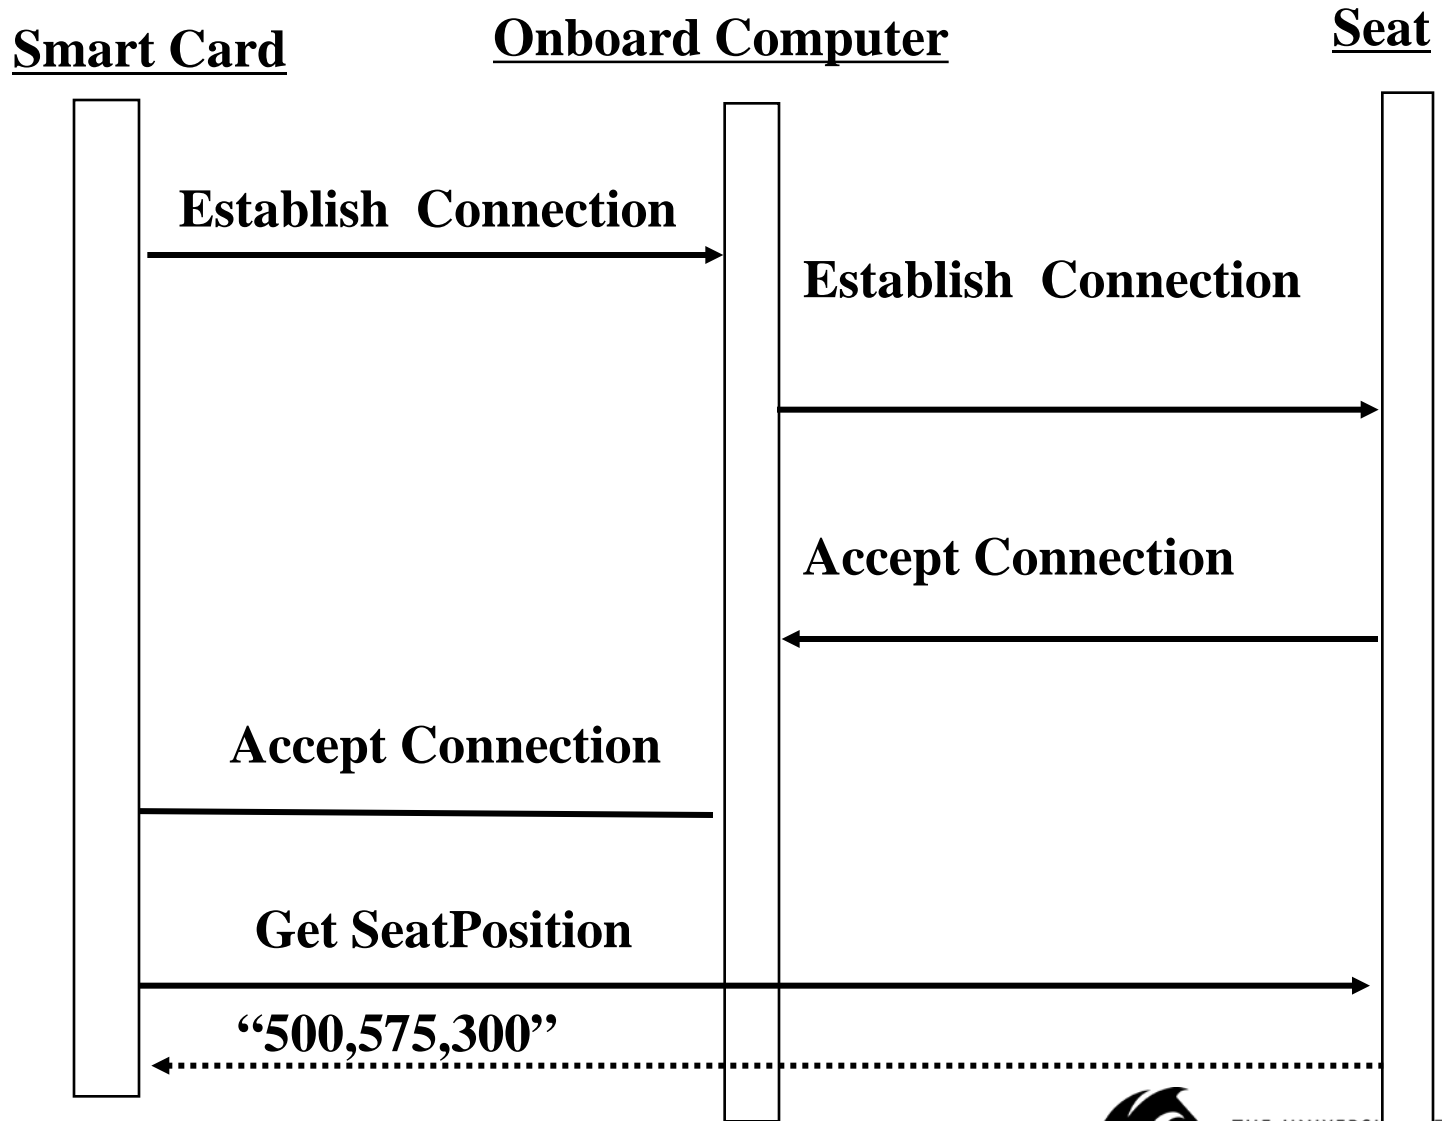 Smart Card
Onboard Computer
Seat
Establish Connection
Establish Connection
Accept Connection
Accept Connection
Get SeatPosition
“500,575,300”